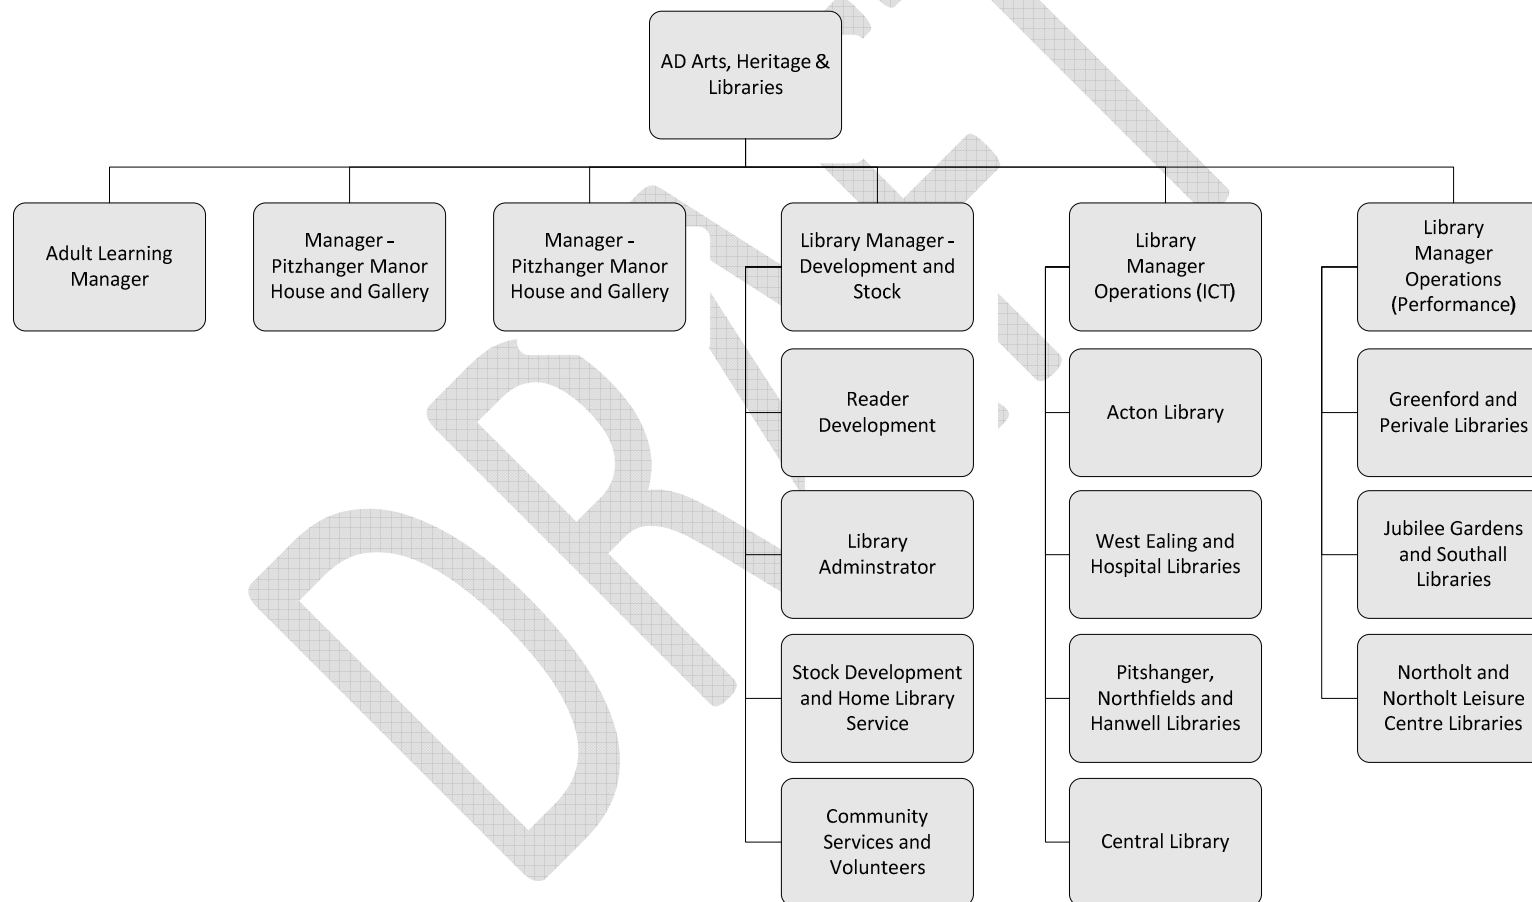 AD Arts, Heritage &
Libraries
Adult Learning
Manager
Manager -
Pitzhanger Manor
House and Gallery
Manager -
Pitzhanger Manor
House and Gallery
Library Manager -
Development and
Stock
Library
Manager
Operations (ICT)
Library
Manager
Operations
(Performance)
Reader
Development
Library
Adminstrator
Stock Development
and Home Library
Service
Community
Services and
Volunteers
Acton Library
West Ealing and
Hospital Libraries
Pitshanger,
Northfields and
Hanwell Libraries
Central Library
Greenford and
Perivale Libraries
Jubilee Gardens
and Southall
Libraries
Northolt and
Northolt Leisure
Centre Libraries
DRAFT